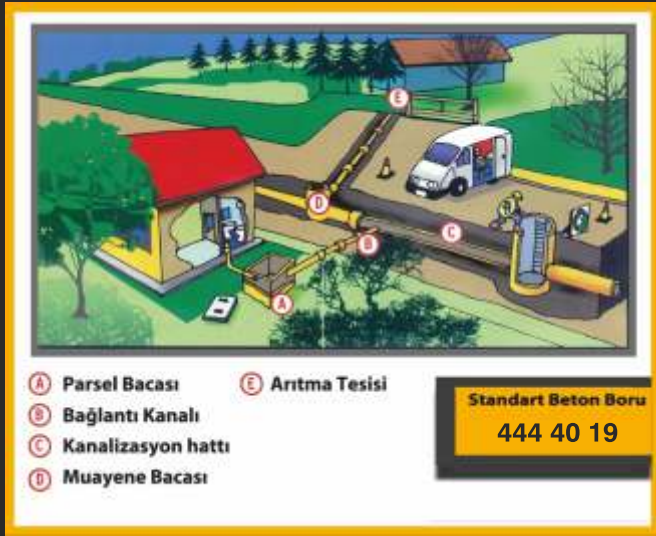 E
D
C
B
A
A Parsel Bacası
B Bağlantı Kanalı
C Kanalizasyon hattı
D Muayene Bacası
E Arıtma Tesisi
Standart Beton Boru
444 40 19